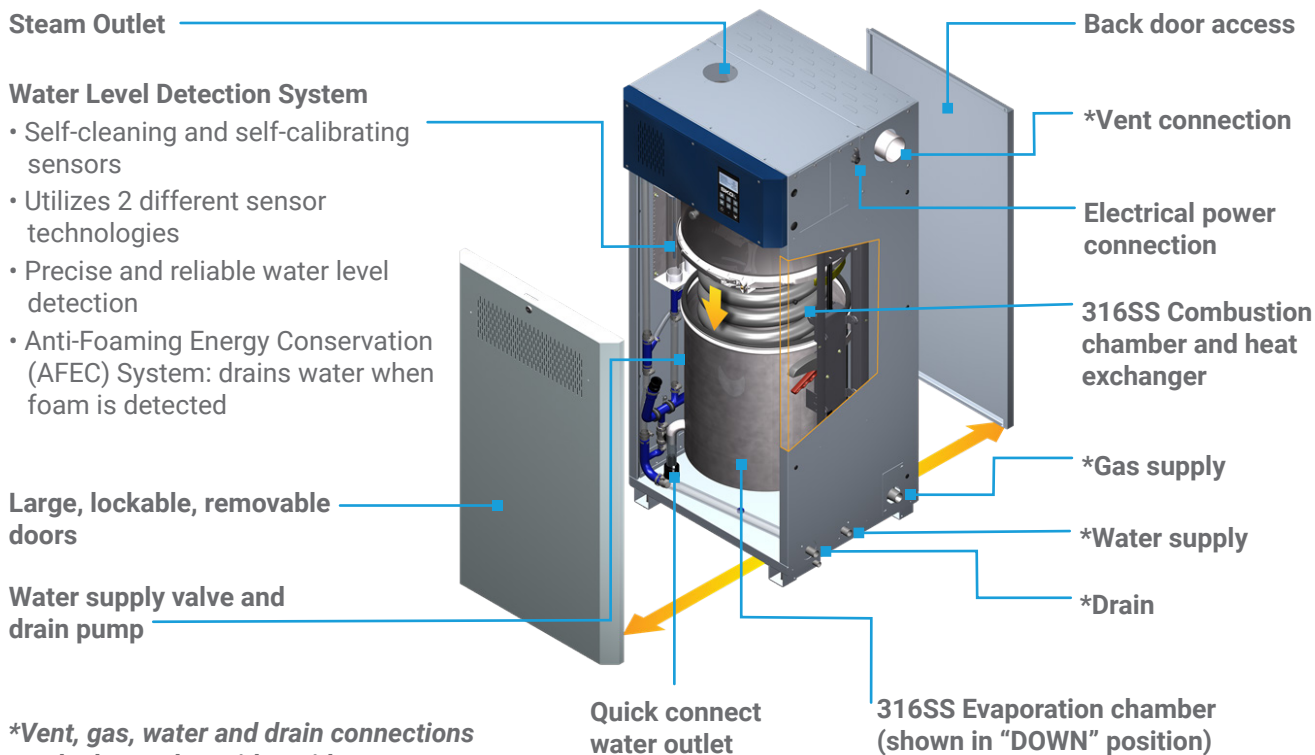 Steam Outlet
Water Level Detection System
• Self-cleaning and self-calibrating
sensors
• Utilizes 2 different sensor
technologies
• Precise and reliable water level
detection
• Anti-Foaming Energy Conservation
(AFEC) System: drains water when
foam is detected
Large, lockable, removable
doors
Water supply valve and
drain pump
*Vent, gas, water and drain connections
Quick connect
water outlet
316SS Evaporation chamber
(shown in “DOWN” position)
Back door access
*Vent connection
Electrical power
connection
316SS Combustion
chamber and heat
exchanger
*Gas supply
*Water supply
*Drain